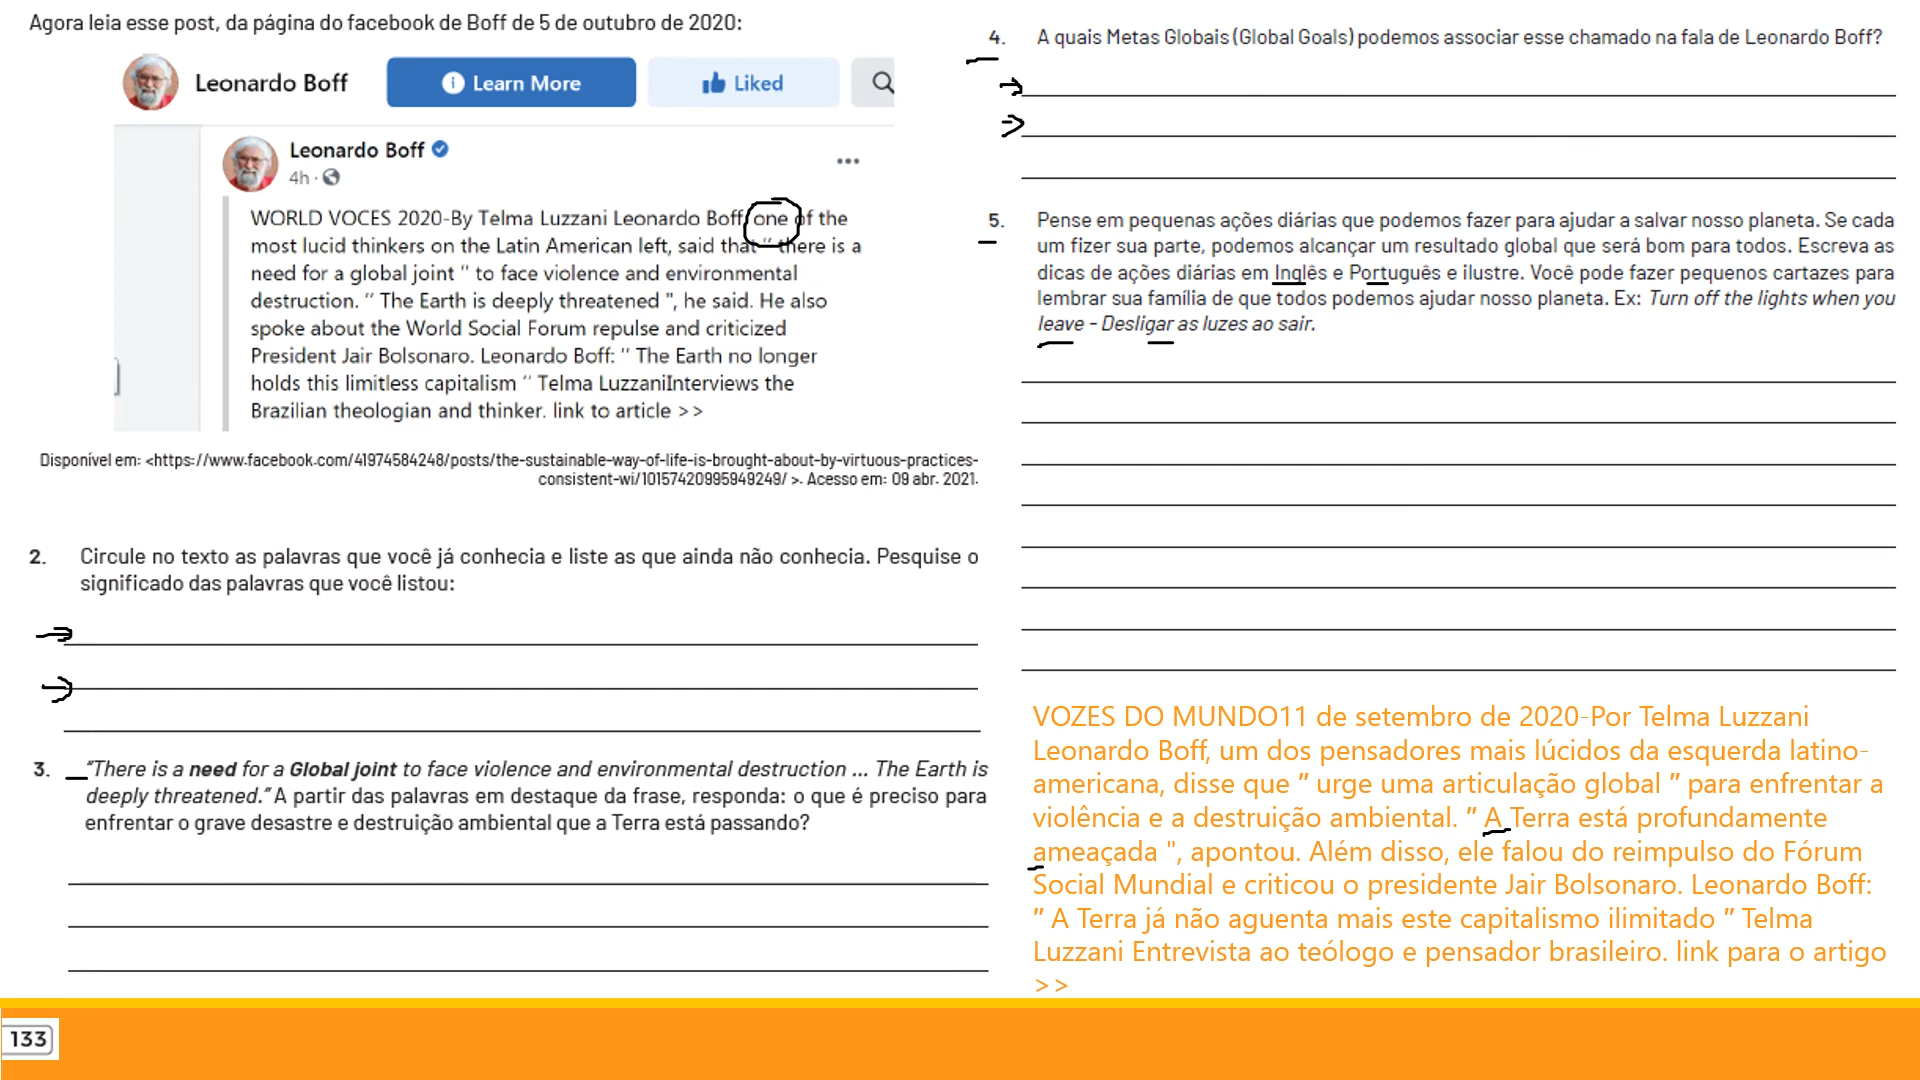 Agora leia esse post, da página do facebook de Boff de 5 de outubro de 2020:
Leonardo Boff
Learn More
Liked
Leonardo Boff
4h ·
WORLD VOCES 2020-By Telma Luzzani Leonardo Boff, one of the
most lucid thinkers on the Latin American left, said that " there is a
need for a global joint " to face violence and environmental
destruction. " The Earth is deeply threatened ", he said. He also
spoke about the World Social Forum repulse and criticized
President Jair Bolsonaro. Leonardo Boff: " The Earth no longer
holds this limitless capitalism " Telma LuzzaniInterviews the
Brazilian theologian and thinker. link to article >>
Disponível em: <https://www.facebook.com/41974584248/posts/the-sustainable-way-of-life-is-brought-about-by-virtuous-practices-
consistent-wi/10157420995949249/ >. Acesso em: 09 abr. 2021.
2. Circule no texto as palavras que você já conhecia e liste as que ainda não conhecia. Pesquise o
significado das palavras que você listou:
3. "There is a need for a Global joint to face violence and environmental destruction ... The Earth is
deeply threatened." A partir das palavras em destaque da frase, responda: o que é preciso para
enfrentar o grave desastre e destruição ambiental que a Terra está passando?
4. A quais Metas Globais (Global Goals) podemos associar esse chamado na fala de Leonardo Boff?
5. Pense em pequenas ações diárias que podemos fazer para ajudar a salvar nosso planeta. Se cada
um fizer sua parte, podemos alcançar um resultado global que será bom para todos. Escreva as
dicas de ações diárias em Inglês e Português e ilustre. Você pode fazer pequenos cartazes para
lembrar sua família de que todos podemos ajudar nosso planeta. Ex: Turn off the lights when you
leave - Desligar as luzes ao sair.
VOZES DO MUNDO11 de setembro de 2020-Por Telma Luzzani
Leonardo Boff, um dos pensadores mais lúcidos da esquerda latino-
americana, disse que " urge uma articulação global " para enfrentar a
violência e a destruição ambiental. " A Terra está profundamente
ameaçada ", apontou. Além disso, ele falou do reimpulso do Fórum
Social Mundial e criticou o presidente Jair Bolsonaro. Leonardo Boff:
" A Terra já não aguenta mais este capitalismo ilimitado " Telma
Luzzani Entrevista ao teólogo e pensador brasileiro. link para o artigo
>>
133